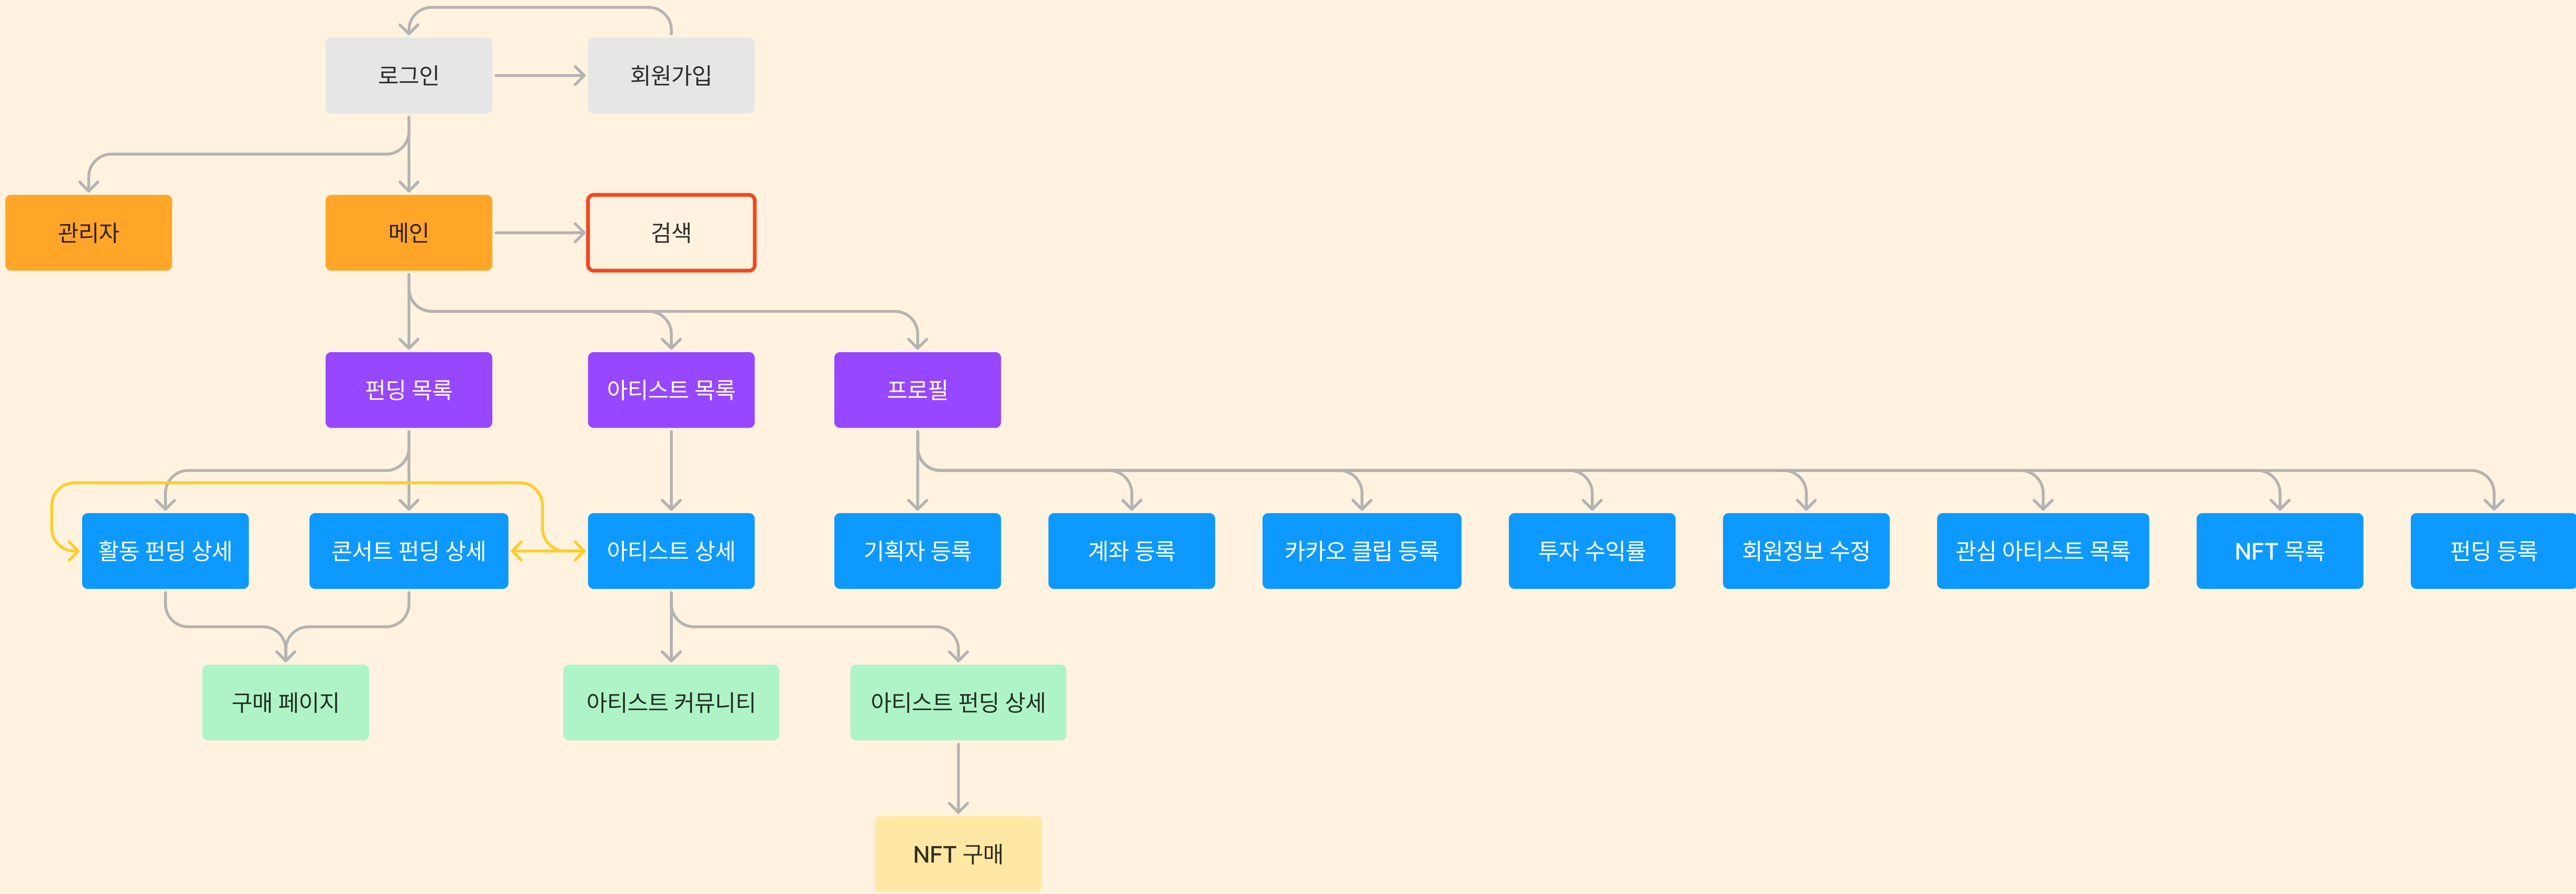 로그인
회원가입
관리자
메인
검색
펀딩 목록
아티스트 목록
프로필
활동 펀딩 상세
콘서트 펀딩 상세
아티스트 상세
기획자 등록
계좌 등록
카카오 클립 등록
투자 수익률
회원정보 수정
관심 아티스트 목록
NFT 목록
펀딩 등록
구매 페이지
아티스트 커뮤니티
아티스트 펀딩 상세
NFT 구매